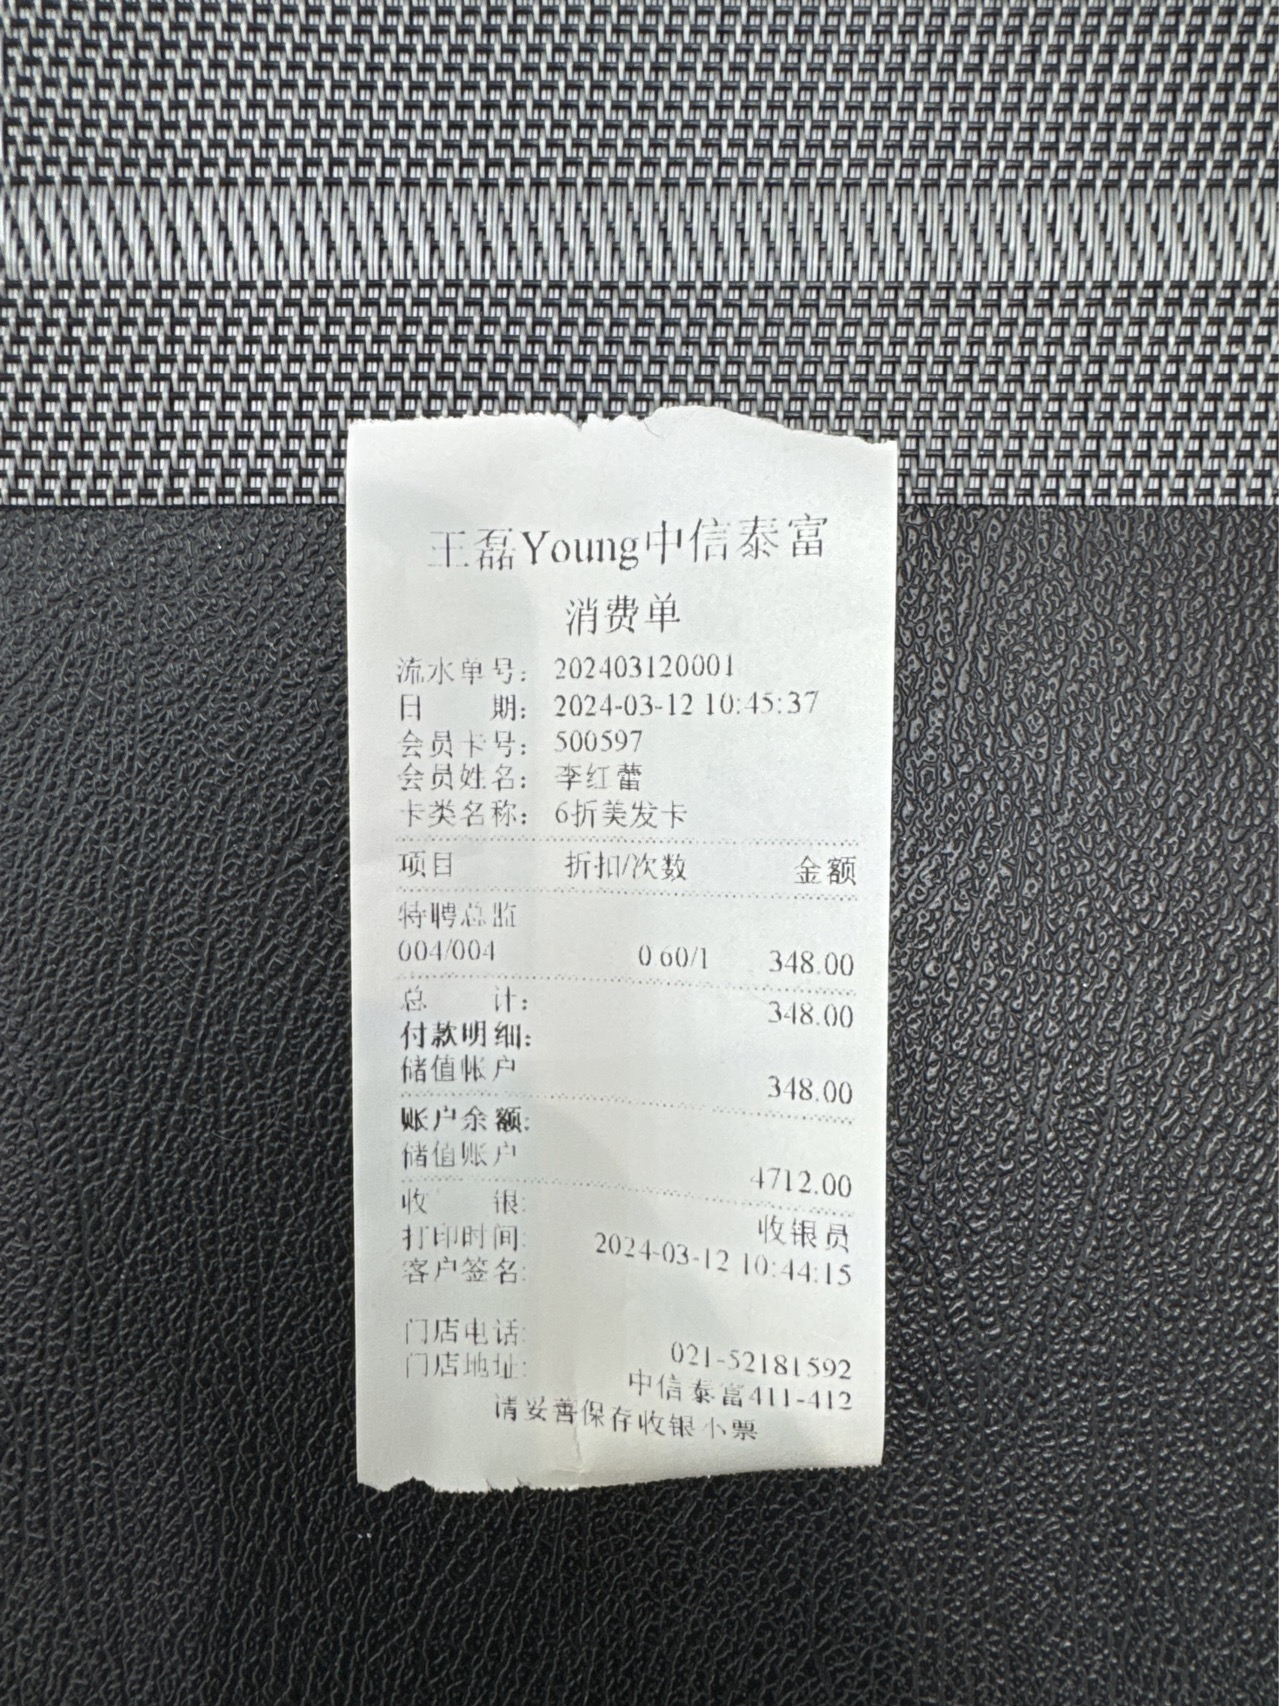 王磊Young中信泰富
消费单
流水单号： 202403120001
日 期： 2024-03-12 10:45:37
会员卡号： 500597
会员姓名： 李红蕾
卡类名称： 6折美发卡
项目 折扣/次数 金额
特聘总监
004/004 0.60/1 348.00
总 计： 348.00
付款明细：
储值帐户 348.00
账户余额：
储值账户 4712.00
收 银： 收银员
打印时间： 2024-03-12 10:44:15
客户签名：
门店电话： 021-52181592
门店地址： 中信泰富411-412
请妥善保存收银小票